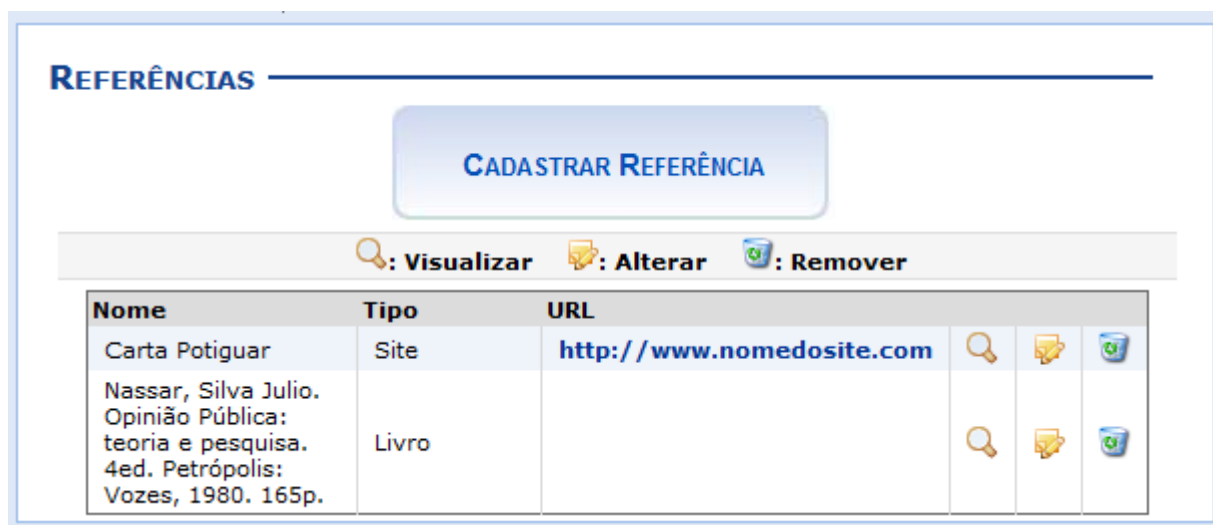 REFERÊNCIAS
CADASTRAR REFERÊNCIA
: Visualizar : Alterar : Remover
Nome Tipo URL
Carta Potiguar Site http://www.nomedosite.com
Nassar, Silva Julio.
Opinião Pública:
teoria e pesquisa.
4ed. Petrópolis:
Vozes, 1980. 165p.
Livro